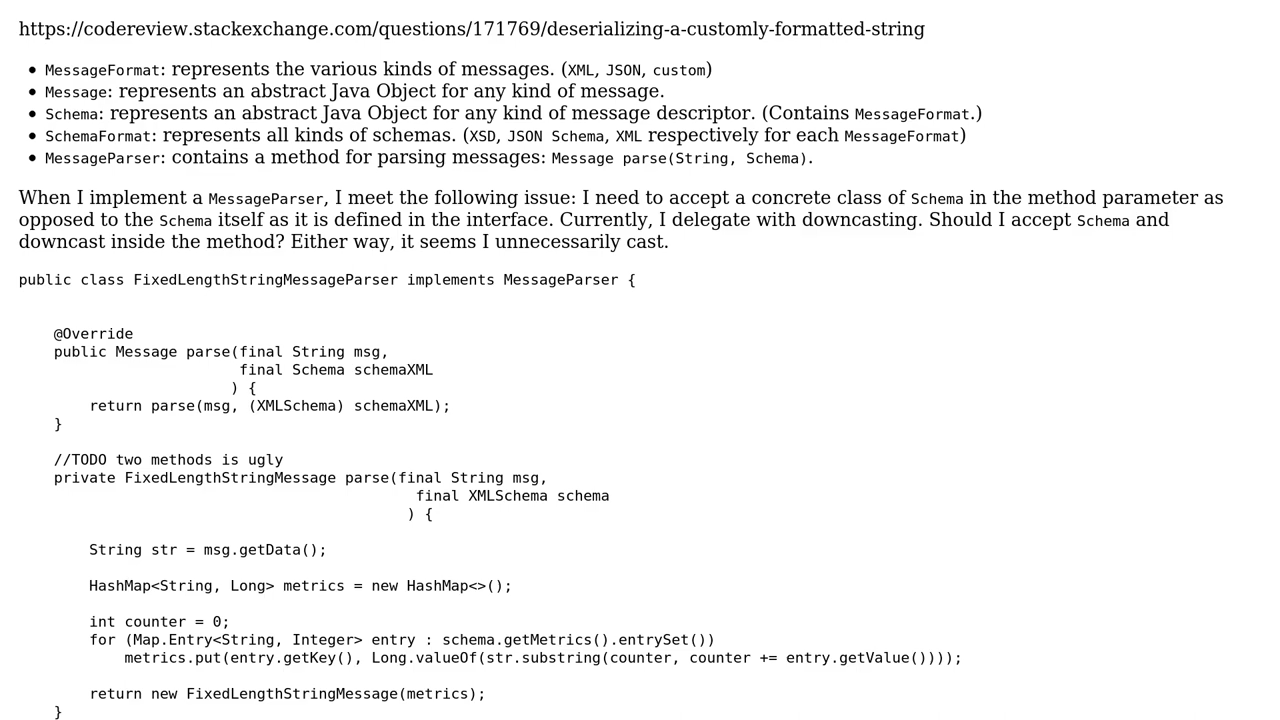 https://codereview.stackexchange.com/questions/171769/deserializing-a-customly-formatted-string
• MessageFormat: represents the various kinds of messages. (XML, JSON, custom)
• Message: represents an abstract Java Object for any kind of message.
• Schema: represents an abstract Java Object for any kind of message descriptor. (Contains MessageFormat.)
• SchemaFormat: represents all kinds of schemas. (XSD, JSON Schema, XML respectively for each MessageFormat)
• MessageParser: contains a method for parsing messages: Message parse(String, Schema).
When I implement a MessageParser, I meet the following issue: I need to accept a concrete class of Schema in the method parameter as
opposed to the Schema itself as it is defined in the interface. Currently, I delegate with downcasting. Should I accept Schema and
downcast inside the method? Either way, it seems I unnecessarily cast.
public class FixedLengthStringMessageParser implements MessageParser {
    @Override
    public Message parse(final String msg,
                         final Schema schemaXML
                        ) {
        return parse(msg, (XMLSchema) schemaXML);
    }
    //TODO two methods is ugly
    private FixedLengthStringMessage parse(final String msg,
                                             final XMLSchema schema
                                            ) {
        String str = msg.getData();
        HashMap<String, Long> metrics = new HashMap<>();
        int counter = 0;
        for (Map.Entry<String, Integer> entry : schema.getMetrics().entrySet())
            metrics.put(entry.getKey(), Long.valueOf(str.substring(counter, counter += entry.getValue())));
        return new FixedLengthStringMessage(metrics);
    }